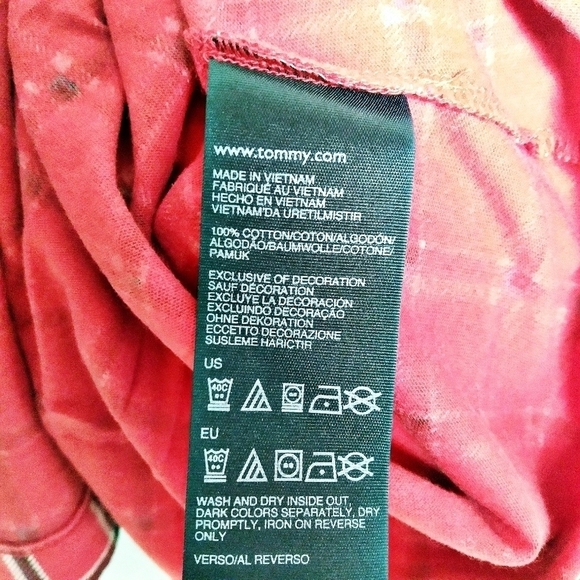 www.tommy.com
MADE IN VIETNAM
FABRIQUÉ AU VIETNAM
HECHO EN VIETNAM
VIETNAM'DA URETILMISTIR
100% COTTON/COTON/ALGODÓN/
ALGODÃO/BAUMWOLLE/COTONE/
PAMUK
EXCLUSIVE OF DECORATION
SAUF DÉCORATION
EXCLUYE LA DECORACION
EXCLUINDO DECORAÇÃO
OHNE DEKORATION
ECCETTO DECORAZIONE
SUSLEME HARICTIR
US
40C
EU
40C
WASH AND DRY INSIDE OUT,
DARK COLORS SEPARATELY, DRY
PROMPTLY, IRON ON REVERSE
ONLY
VERSO/AL REVERSO